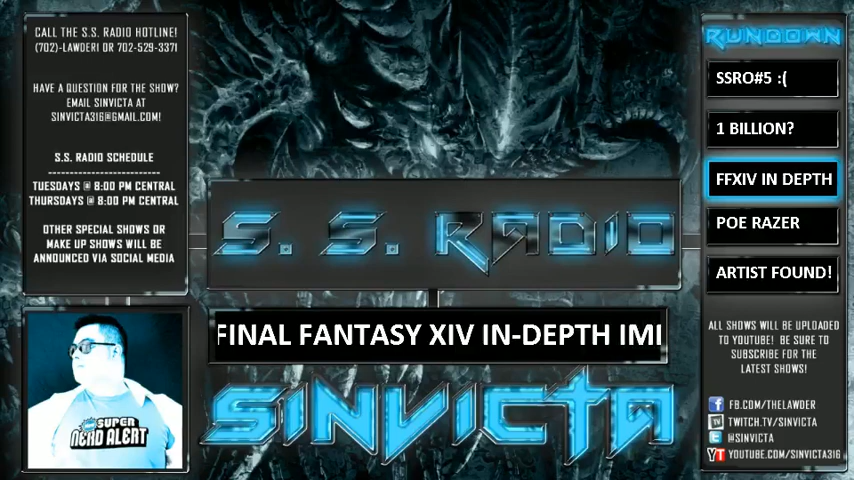 CALL THE S.S. RADIO HOTLINE!
(702)-LAWDER1 OR 702-529-3371
HAVE A QUESTION FOR THE SHOW?
EMAIL SINVICTA AT
SINVICTA316@GMAIL.COM!
S.S. RADIO SCHEDULE
--------------------------
TUESDAYS @ 8:00 PM CENTRAL
THURSDAYS @ 8:00 PM CENTRAL
OTHER SPECIAL SHOWS OR
MAKE UP SHOWS WILL BE
ANNOUNCED VIA SOCIAL MEDIA
SUPER
NERD ALERT
S. S. RADIO
FINAL FANTASY XIV IN-DEPTH IMI
SINVICTA
RUNDOWN
SSRO#5 :(
1 BILLION?
FFXIV IN DEPTH
POE RAZER
ARTIST FOUND!
ALL SHOWS WILL BE UPLOADED
TO YOUTUBE! BE SURE TO
SUBSCRIBE FOR THE
LATEST SHOWS!
FB.COM/THELAWDER
TWITCH.TV/SINVICTA
@SINVICTA
YT YOUTUBE.COM/SINVICTA316